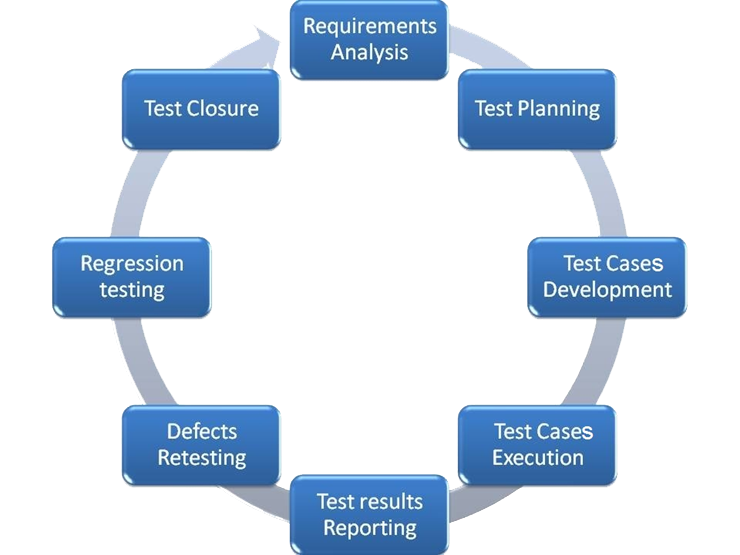 Requirements
Analysis
Test Planning
Test Cases
Development
Test Cases
Execution
Test results
Reporting
Defects
Retesting
Regression
testing
Test Closure